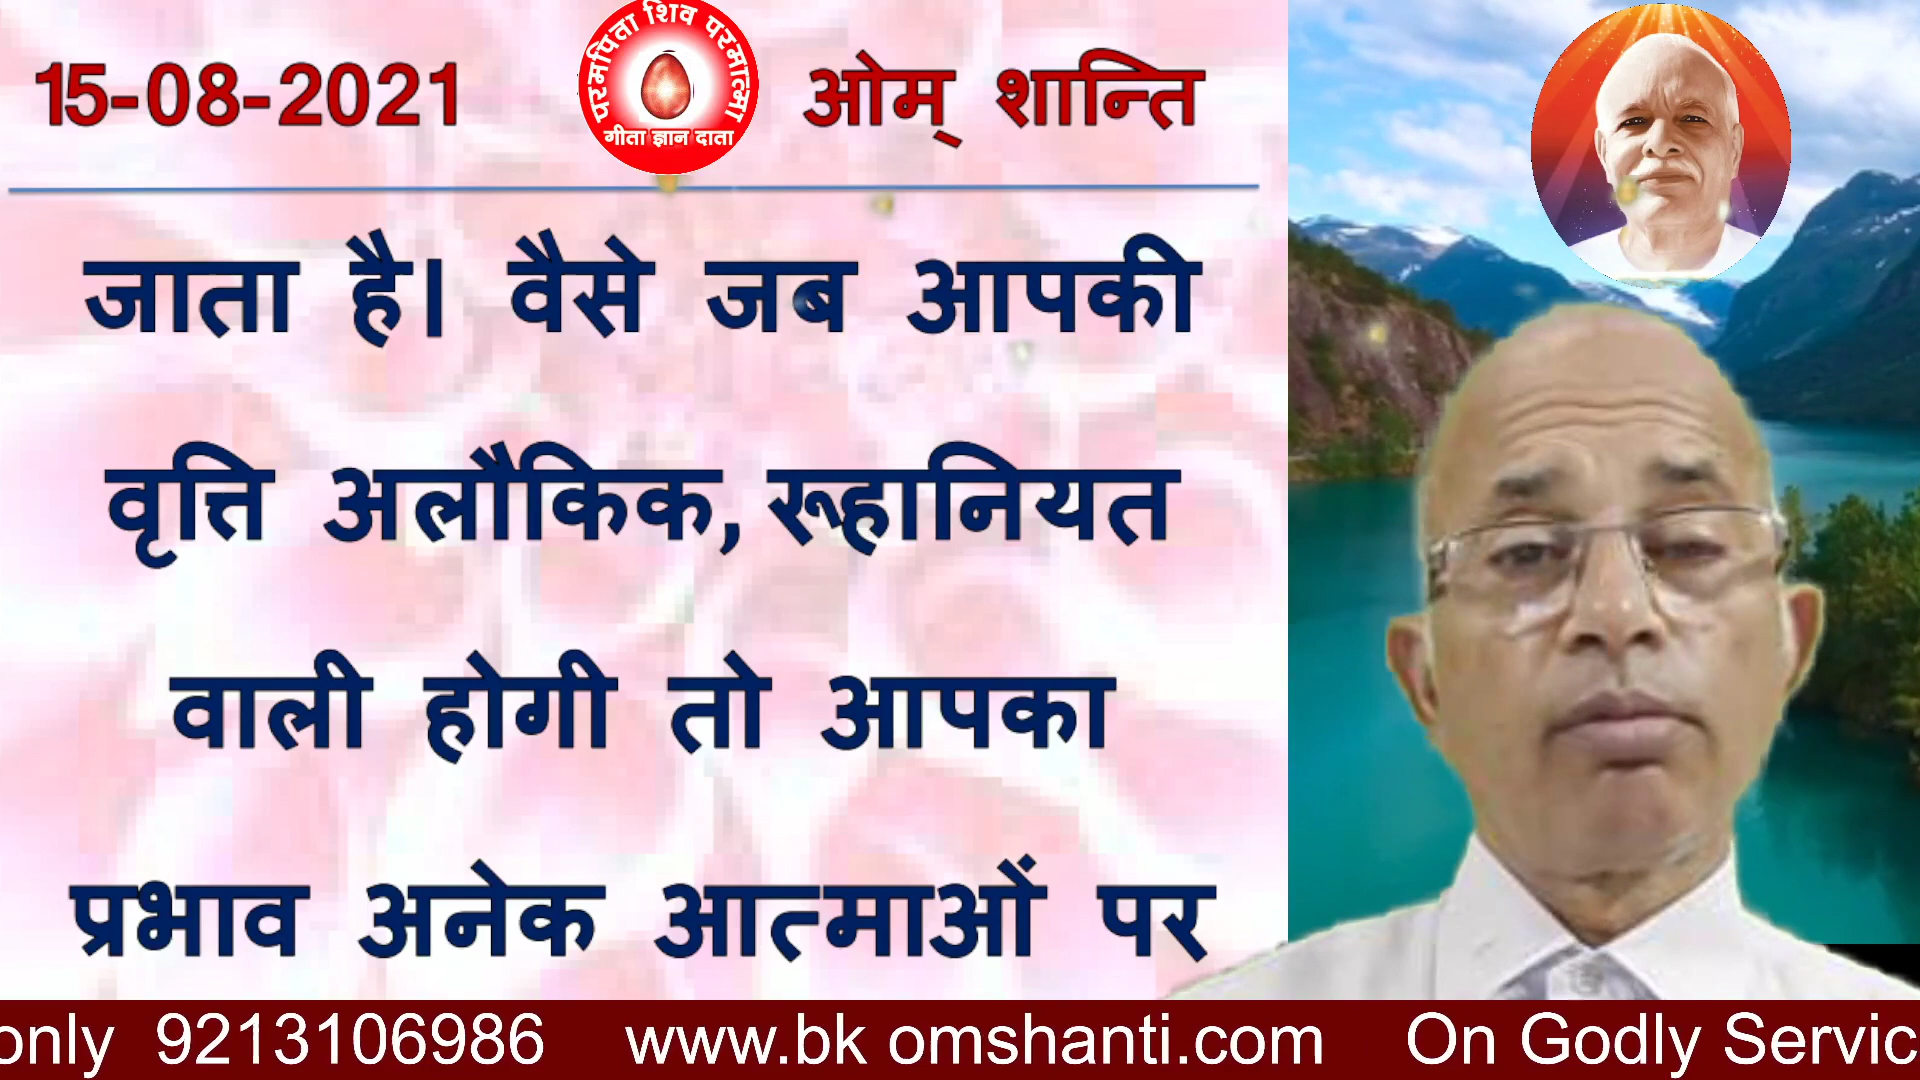 15-08-2021
परमपिता शिव परमात्मा
गीता ज्ञान दाता
ओम् शान्ति
जाता है। वैसे जब आपकी
वृत्ति अलौकिक, रूहानियत
वाली होगी तो आपका
प्रभाव अनेक आत्माओं पर
only 9213106986 www.bk omshanti.com On Godly Servic